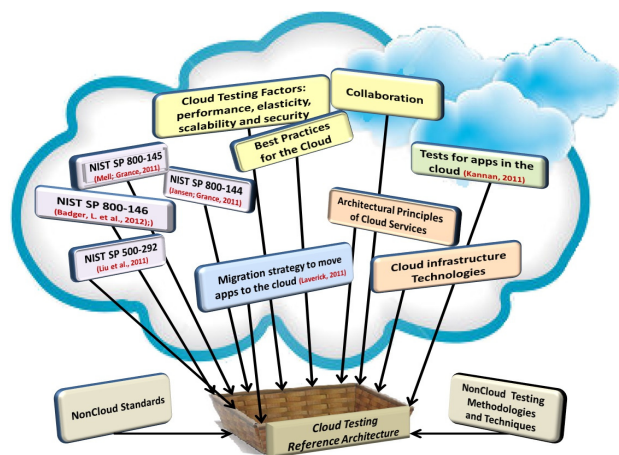 Cloud Testing Factors:
performance, elasticity,
scalability and security
Collaboration
Best Practices
for the Cloud
NIST SP 800-145
(Mell; Grance, 2011)
NIST SP 800-144
(Jansen; Grance, 2011)
Tests for apps in the
cloud (Kannan, 2011)
NIST SP 800-146
(Badger, L. et al., 2012);)
Architectural Principles
of Cloud Services
NIST SP 500-292
(Liu et al., 2011)
Migration strategy to move
apps to the cloud (Laverick, 2011)
Cloud infrastructure
Technologies
NonCloud Standards
NonCloud Testing
Methodologies
and Techniques
Cloud Testing
Reference Architecture